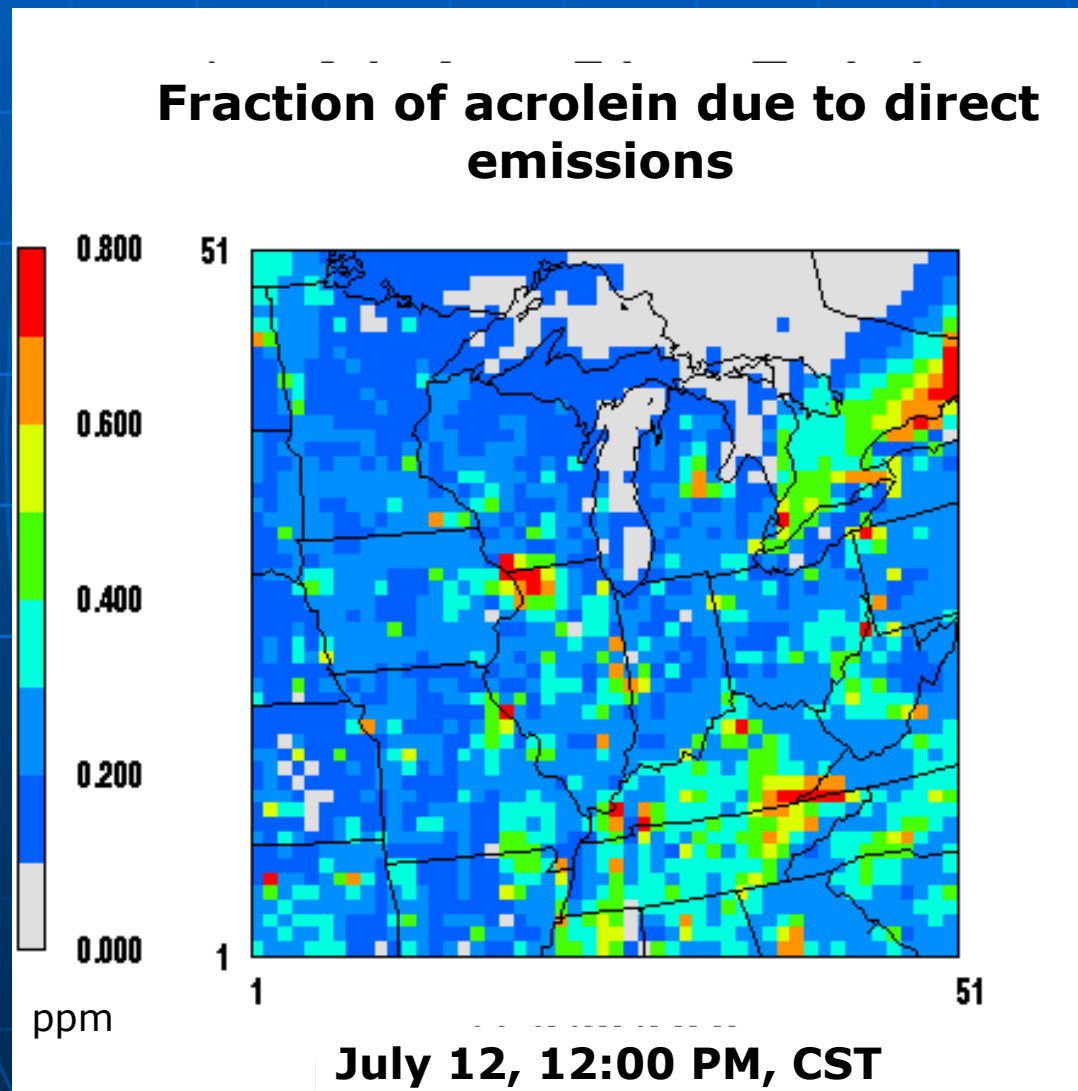 Fraction of acrolein due to direct
emissions
0.800
0.600
0.400
0.200
0.000
ppm
51
1
1
51
July 12, 12:00 PM, CST